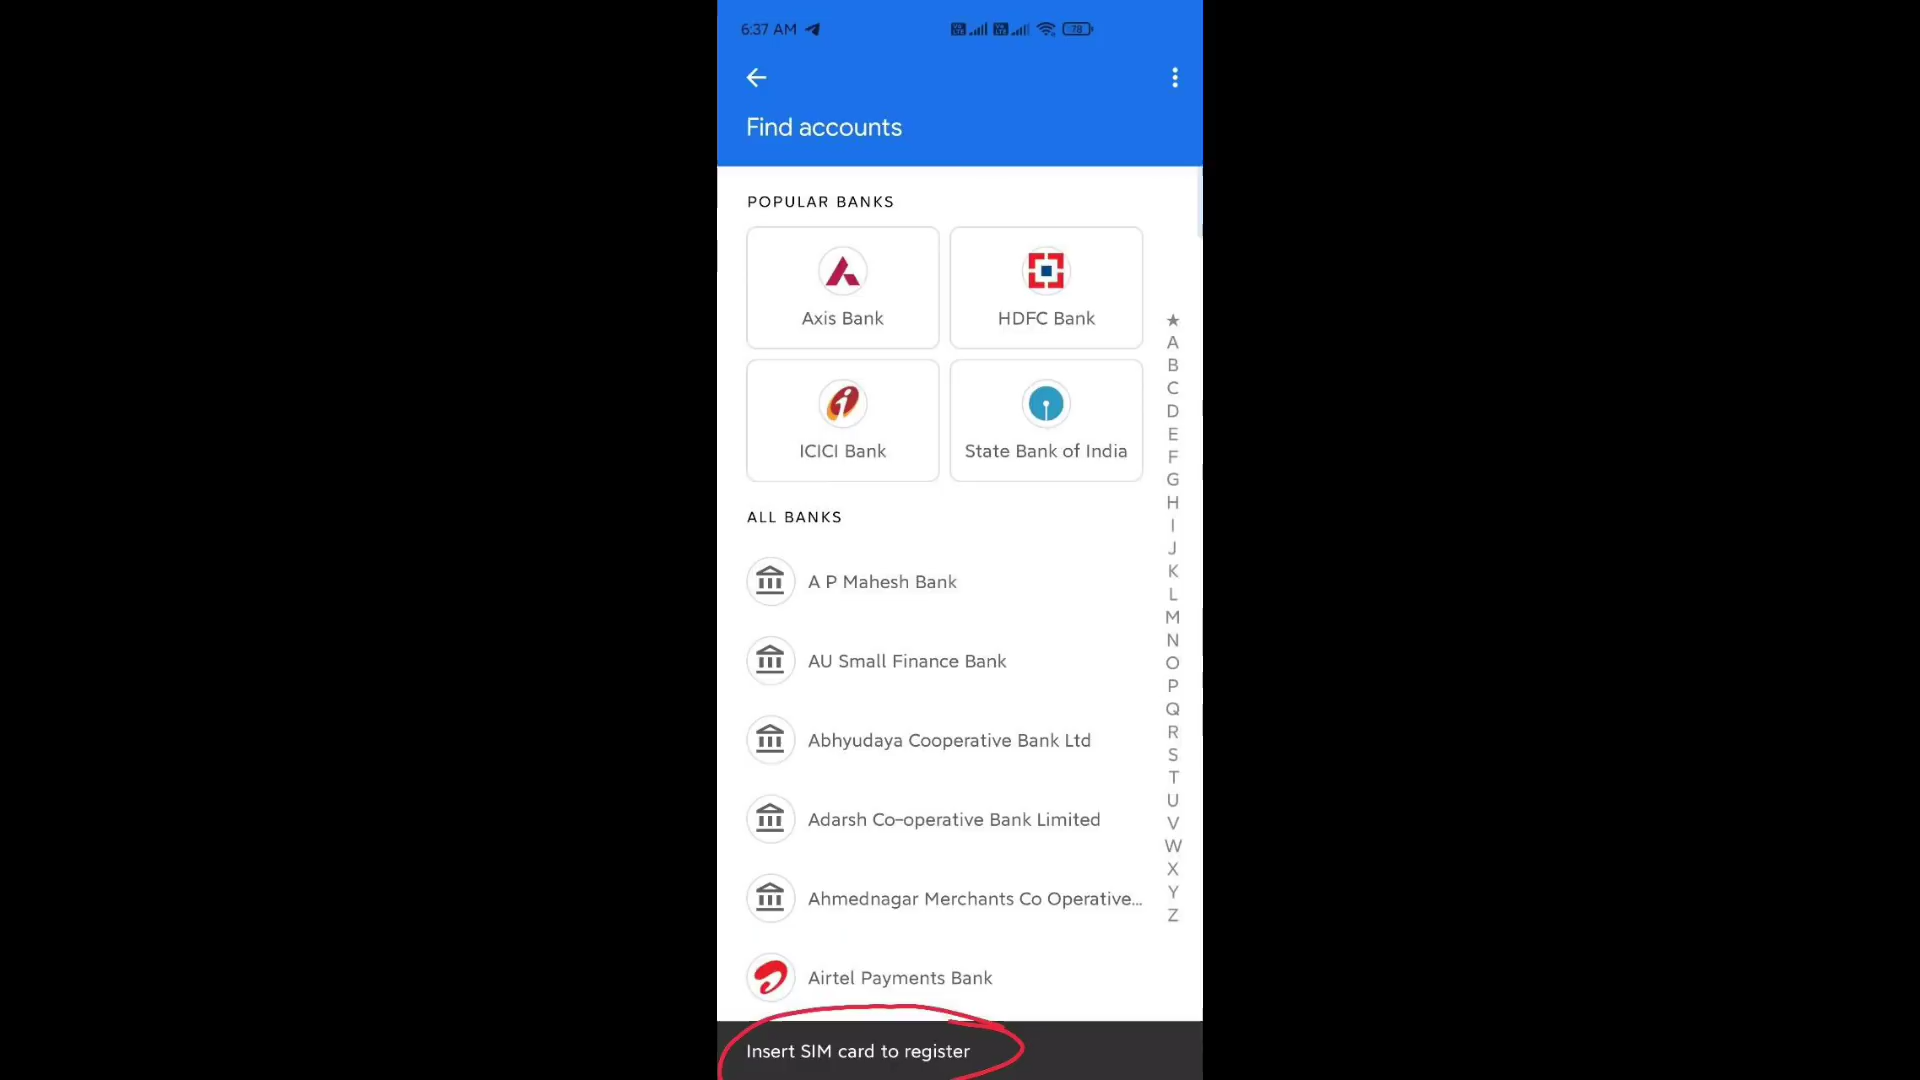 6:37 AM
78
Find accounts
POPULAR BANKS
Axis Bank
HDFC Bank
ICICI Bank
State Bank of India
ALL BANKS
A P Mahesh Bank
AU Small Finance Bank
Abhyudaya Cooperative Bank Ltd
Adarsh Co-operative Bank Limited
Ahmednagar Merchants Co Operative...
Airtel Payments Bank
★
A
B
C
D
E
F
G
H
I
J
K
L
M
N
O
P
Q
R
S
T
U
V
W
X
Y
Z
Insert SIM card to register